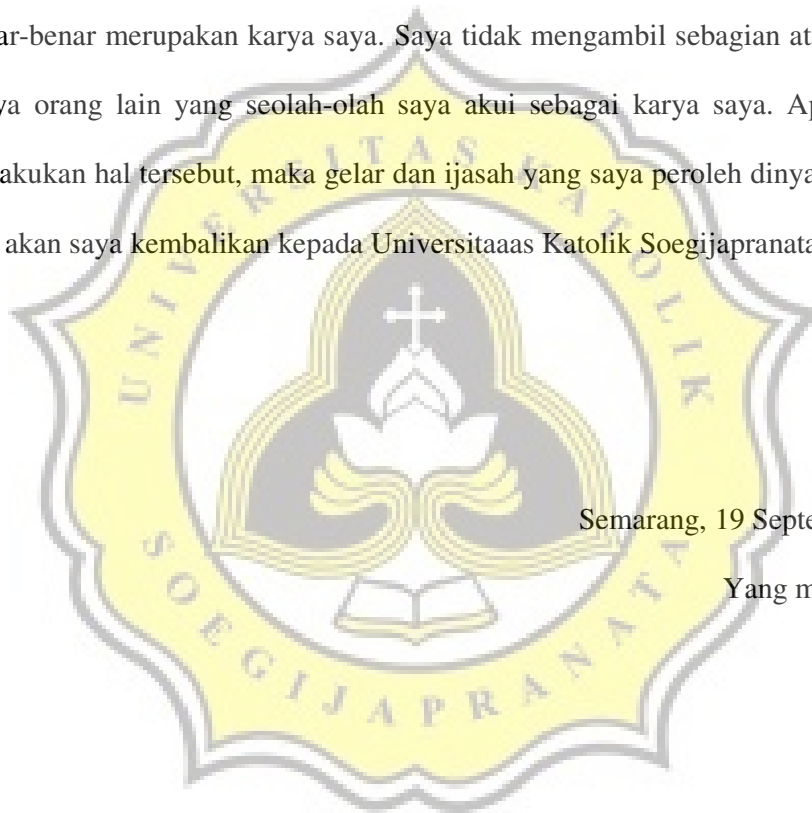 ar-benar merupakan karya saya. Saya tidak mengambil sebagian at
ya orang lain yang seolah-olah saya akui sebagai karya saya. Ap
akukan hal tersebut, maka gelar dan ijasah yang saya peroleh dinya
akan saya kembalikan kepada Universitaaas Katolik Soegijapranata
UNIVERSITAS KATOLIK
SOEGIJAPRANATA
Semarang, 19 Septe
Yang m